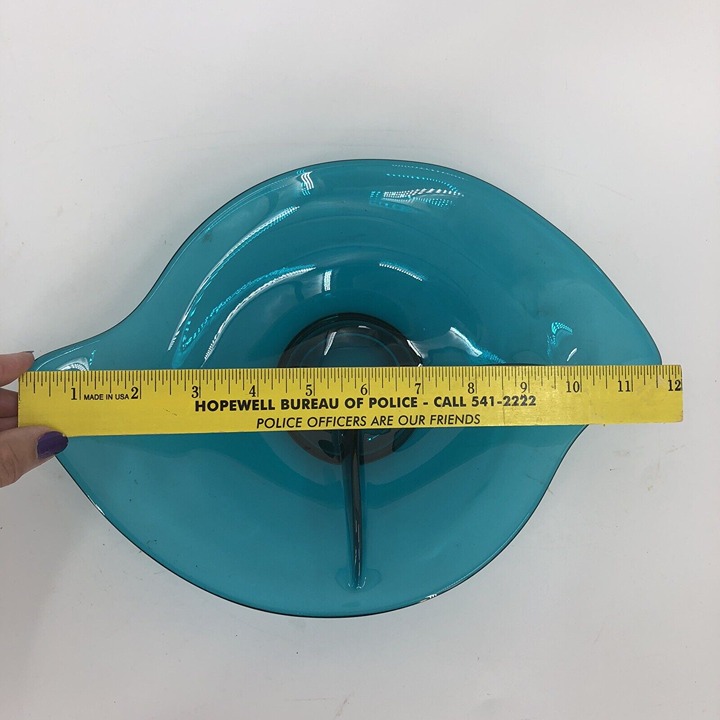 1 MADE IN USA 2 3 4 5 6 7 8 9 10 11 12
HOPEWELL BUREAU OF POLICE - CALL 541-2222
POLICE OFFICERS ARE OUR FRIENDS